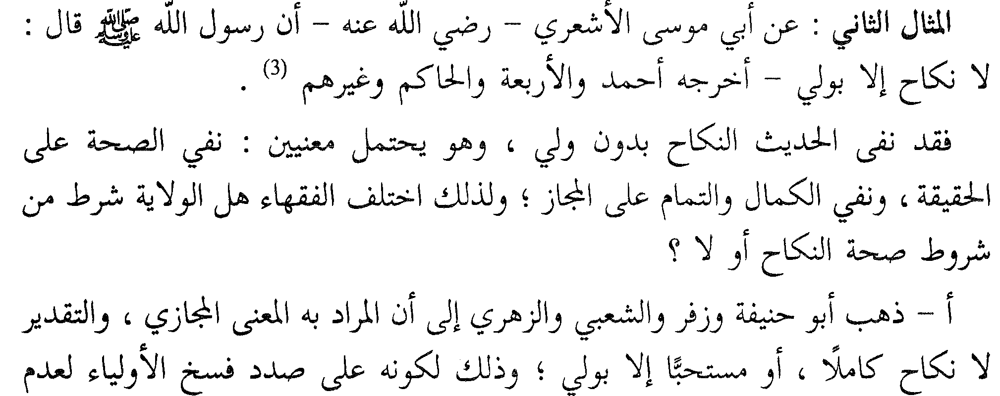 المثال الثاني : عن أبي موسى الأشعري – رضي اللَّه عنه – أن رسول اللَّه ﷺ قال :
لا نكاح إلا بولي – أخرجه أحمد والأربعة والحاكم وغيرهم (3) .
فقد نفى الحديث النكاح بدون ولي ، وهو يحتمل معنيين : نفي الصحة على
الحقيقة ، ونفي الكمال والتمام على المجاز ؛ ولذلك اختلف الفقهاء هل الولاية شرط من
شروط صحة النكاح أو لا ؟
أ – ذهب أبو حنيفة وزفر والشعبي والزهري إلى أن المراد به المعنى المجازي ، والتقدير
لا نكاح كاملًا ، أو مستحبًّا إلا بولي ؛ وذلك لكونه على صدد فسخ الأولياء لعدم